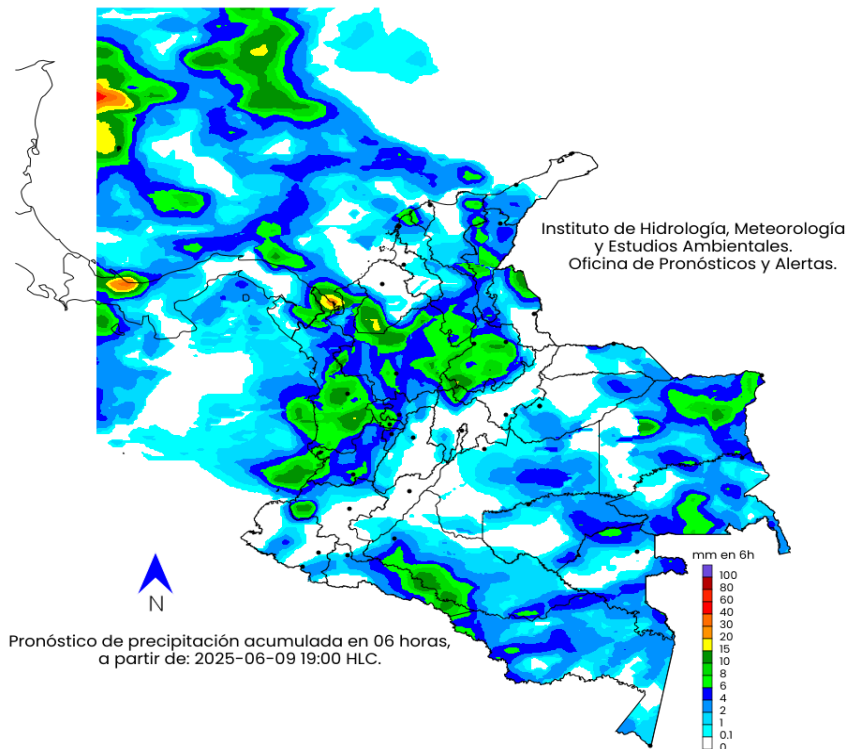 Instituto de Hidrología, Meteorología
y Estudios Ambientales.
Oficina de Pronósticos y Alertas.
mm en 6h
100
80
60
40
30
20
15
10
8
6
4
2
1
0.1
0
N
Pronóstico de precipitación acumulada en 06 horas,
a partir de: 2025-06-09 19:00 HLC.